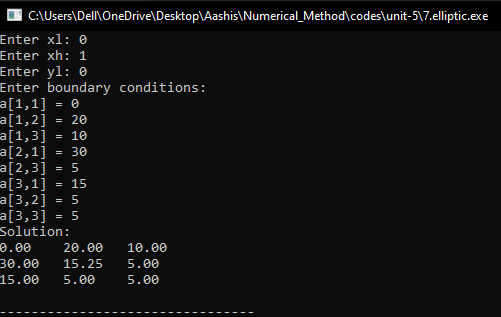 C:\Users\Dell\OneDrive\Desktop\Aashis\Numerical_Method\codes\unit-5\7.elliptic.exe
Enter xl: 0
Enter xh: 1
Enter yl: 0
Enter boundary conditions:
a[1,1] = 0
a[1,2] = 20
a[1,3] = 10
a[2,1] = 30
a[2,3] = 5
a[3,1] = 15
a[3,2] = 5
a[3,3] = 5
Solution:
0.00 20.00 10.00
30.00 15.25 5.00
15.00 5.00 5.00
--------------------------------